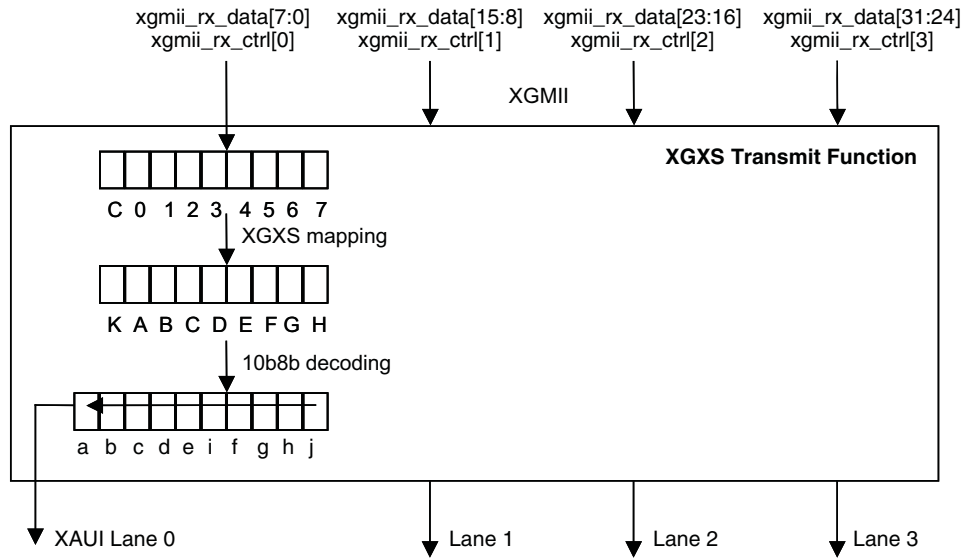 xgmii_rx_data[7:0] xgmii_rx_data[15:8] xgmii_rx_data[23:16] xgmii_rx_data[31:24]
xgmii_rx_ctrl[0] xgmii_rx_ctrl[1] xgmii_rx_ctrl[2] xgmii_rx_ctrl[3]
XGMII
XGXS Transmit Function
C 0 1 2 3 4 5 6 7
XGXS mapping
K A B C D E F G H
10b8b decoding
a b c d e i f g h j
XAUI Lane 0 Lane 1 Lane 2 Lane 3